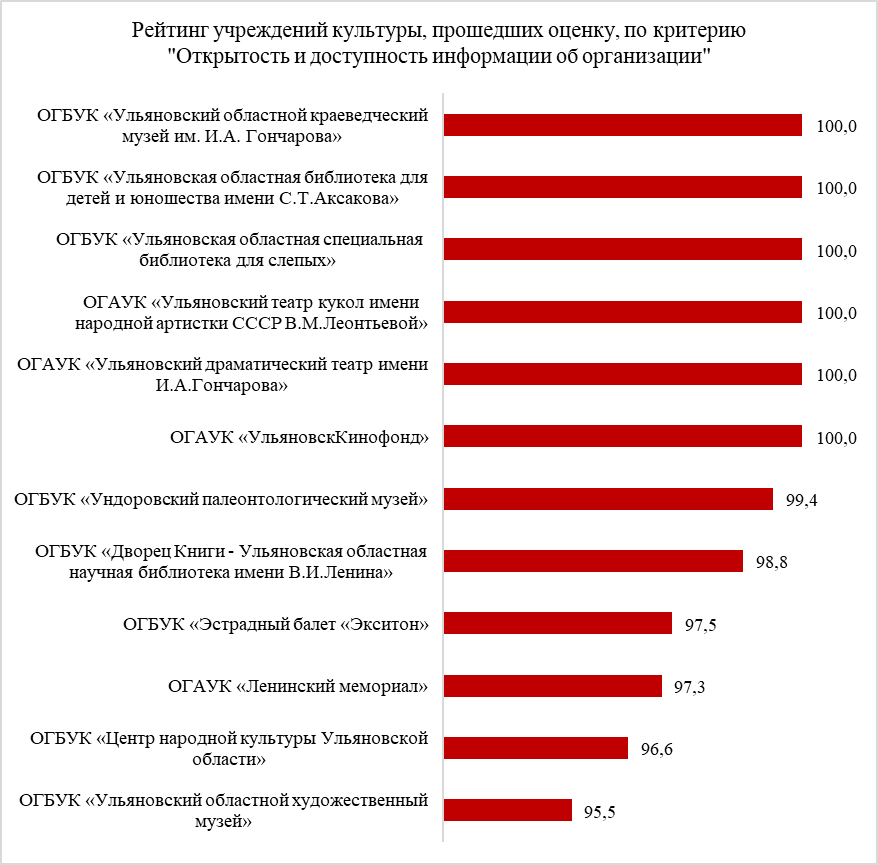 Рейтинг учреждений культуры, прошедших оценку, по критерию
"Открытость и доступность информации об организации"
ОГБУК «Ульяновский областной краеведческий
музей им. И.А. Гончарова»
100,0
ОГБУК «Ульяновская областная библиотека для
детей и юношества имени С.Т.Аксакова»
100,0
ОГБУК «Ульяновская областная специальная
библиотека для слепых»
100,0
ОГАУК «Ульяновский театр кукол имени
народной артистки СССР В.М.Леонтьевой»
100,0
ОГАУК «Ульяновский драматический театр имени
И.А.Гончарова»
100,0
ОГАУК «УльяновскКинофонд»
100,0
ОГБУК «Ундоровский палеонтологический музей»
99,4
ОГБУК «Дворец Книги - Ульяновская областная
научная библиотека имени В.И.Ленина»
98,8
ОГБУК «Эстрадный балет «Экситон»
97,5
ОГАУК «Ленинский мемориал»
97,3
ОГБУК «Центр народной культуры Ульяновской
области»
96,6
ОГБУК «Ульяновский областной художественный
музей»
95,5